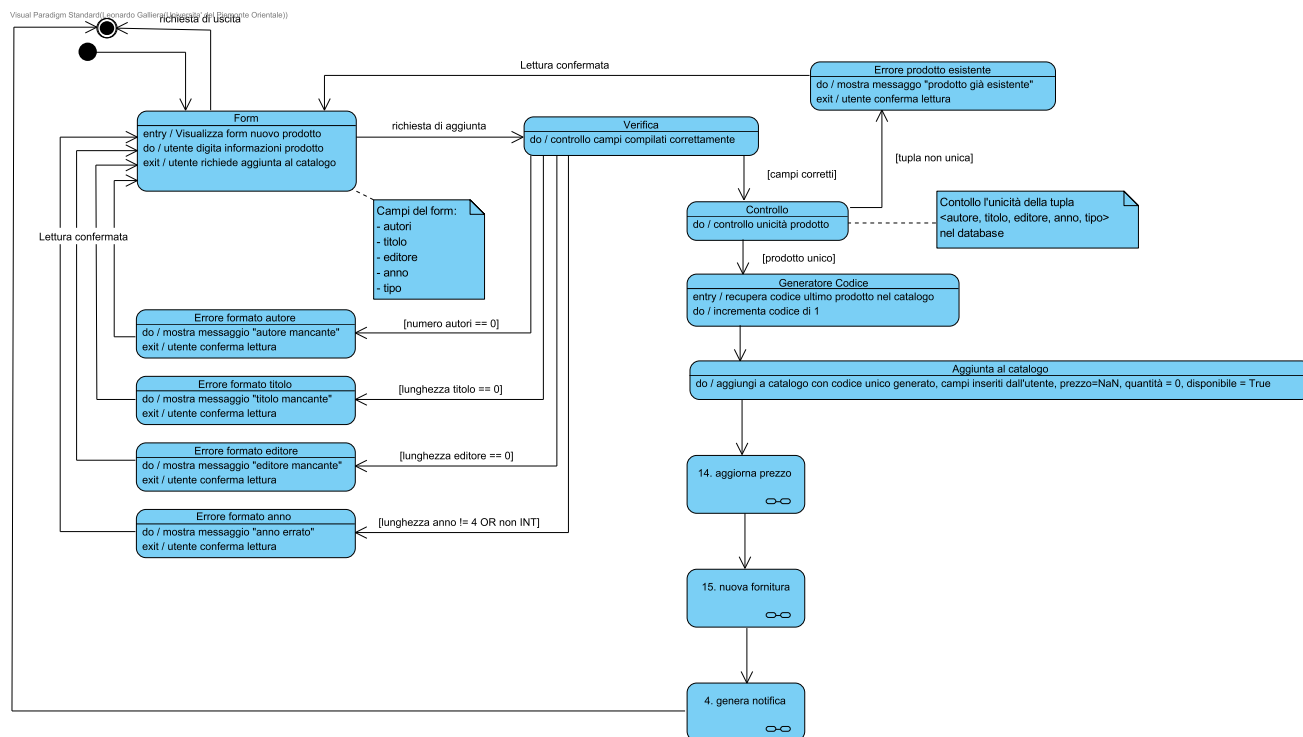 Visual Paradigm Standard(Leonardo Galliera(Universita' del Piemonte Orientale))
richiesta di uscita
Lettura confermata
Errore prodotto esistente
do / mostra messaggo "prodotto già esistente"
exit / utente conferma lettura
Form
entry / Visualizza form nuovo prodotto
do / utente digita informazioni prodotto
exit / utente richiede aggiunta al catalogo
richiesta di aggiunta
Verifica
do / controllo campi compilati correttamente
[tupla non unica]
[campi corretti]
Campi del form:
- autori
- titolo
- editore
- anno
- tipo
Controllo
do / controllo unicità prodotto
Contollo l'unicità della tupla
<autore, titolo, editore, anno, tipo>
nel database
Lettura confermata
[prodotto unico]
Generatore Codice
entry / recupera codice ultimo prodotto nel catalogo
do / incrementa codice di 1
Errore formato autore
do / mostra messaggio "autore mancante"
exit / utente conferma lettura
[numero autori == 0]
Aggiunta al catalogo
do / aggiungi a catalogo con codice unico generato, campi inseriti dall'utente, prezzo=NaN, quantità = 0, disponibile = True
Errore formato titolo
do / mostra messaggio "titolo mancante"
exit / utente conferma lettura
[lunghezza titolo == 0]
Errore formato editore
do / mostra messaggio "editore mancante"
exit / utente conferma lettura
[lunghezza editore == 0]
14. aggiorna prezzo
Errore formato anno
do / mostra messaggio "anno errato"
exit / utente conferma lettura
[lunghezza anno != 4 OR non INT]
15. nuova fornitura
4. genera notifica